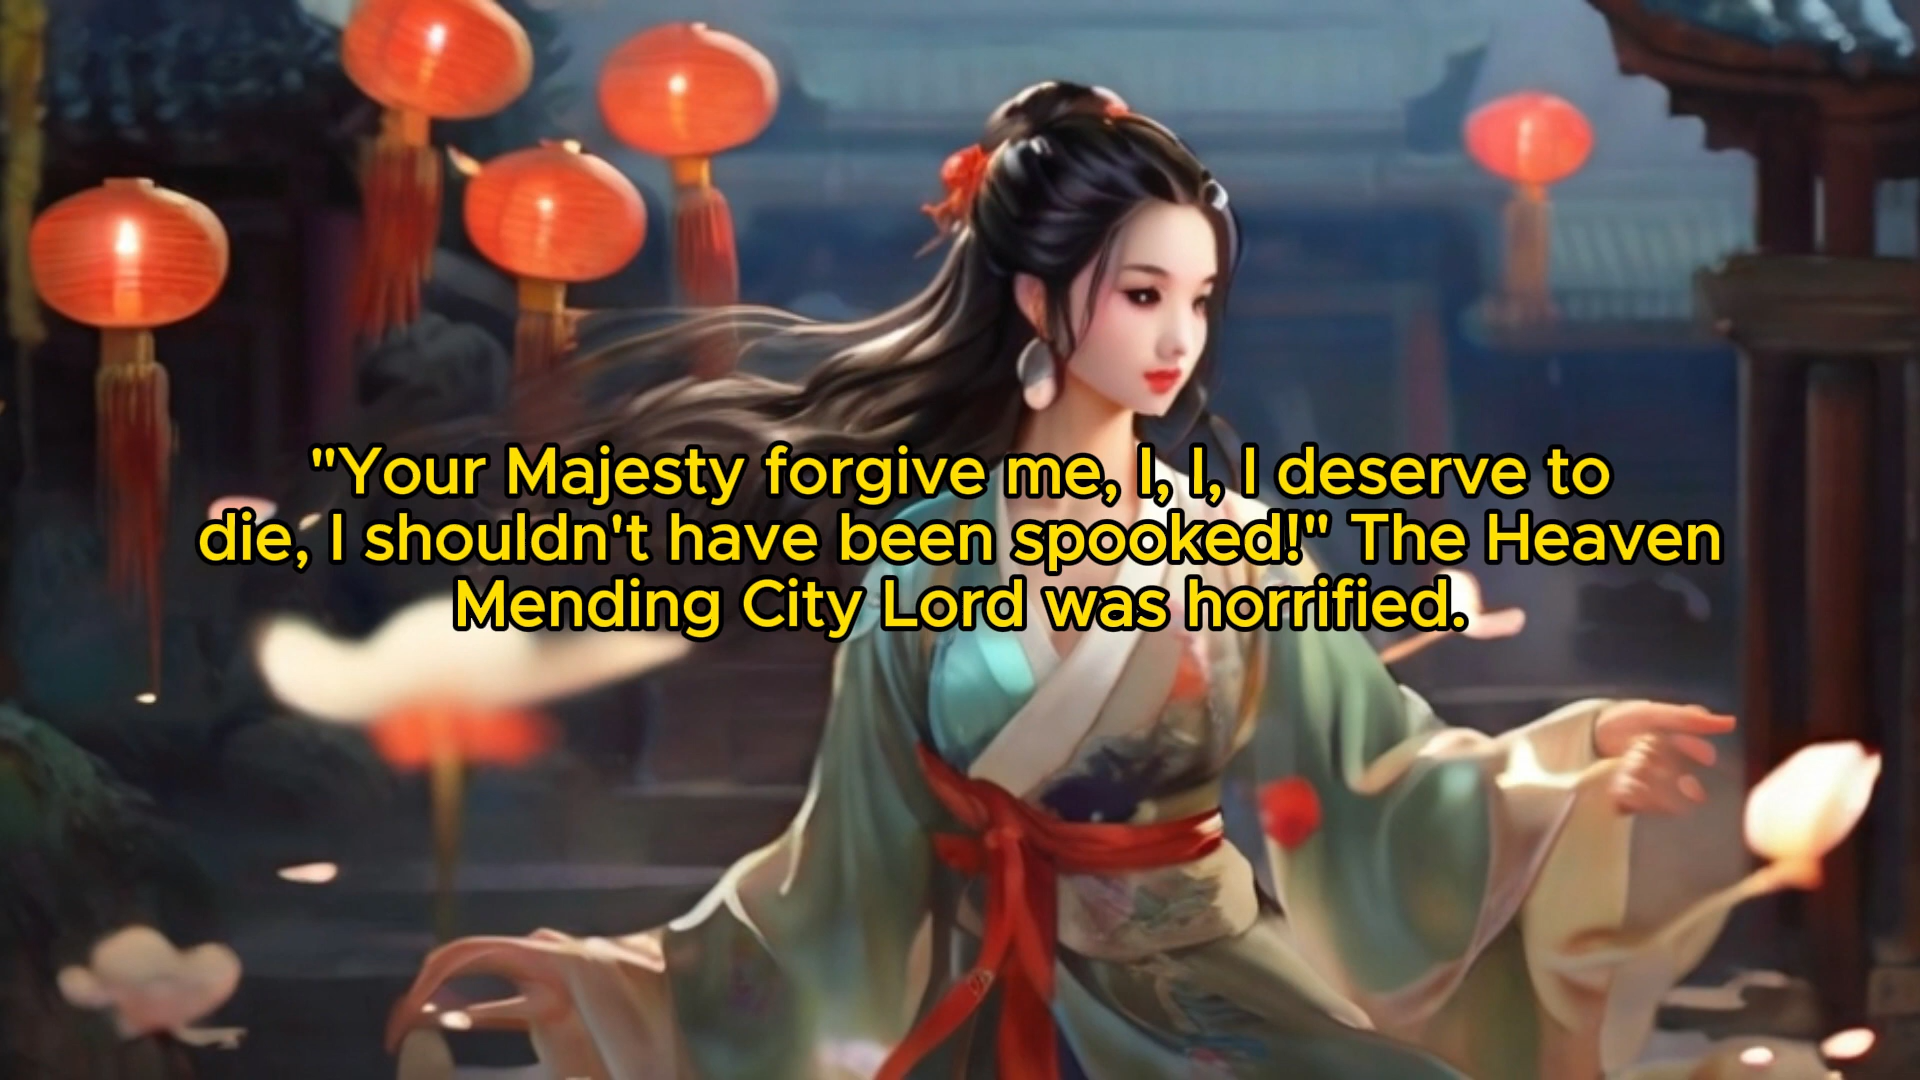 "Your Majesty forgive me, I, I, I deserve to
die, I shouldn't have been spooked!" The Heaven
Mending City Lord was horrified.